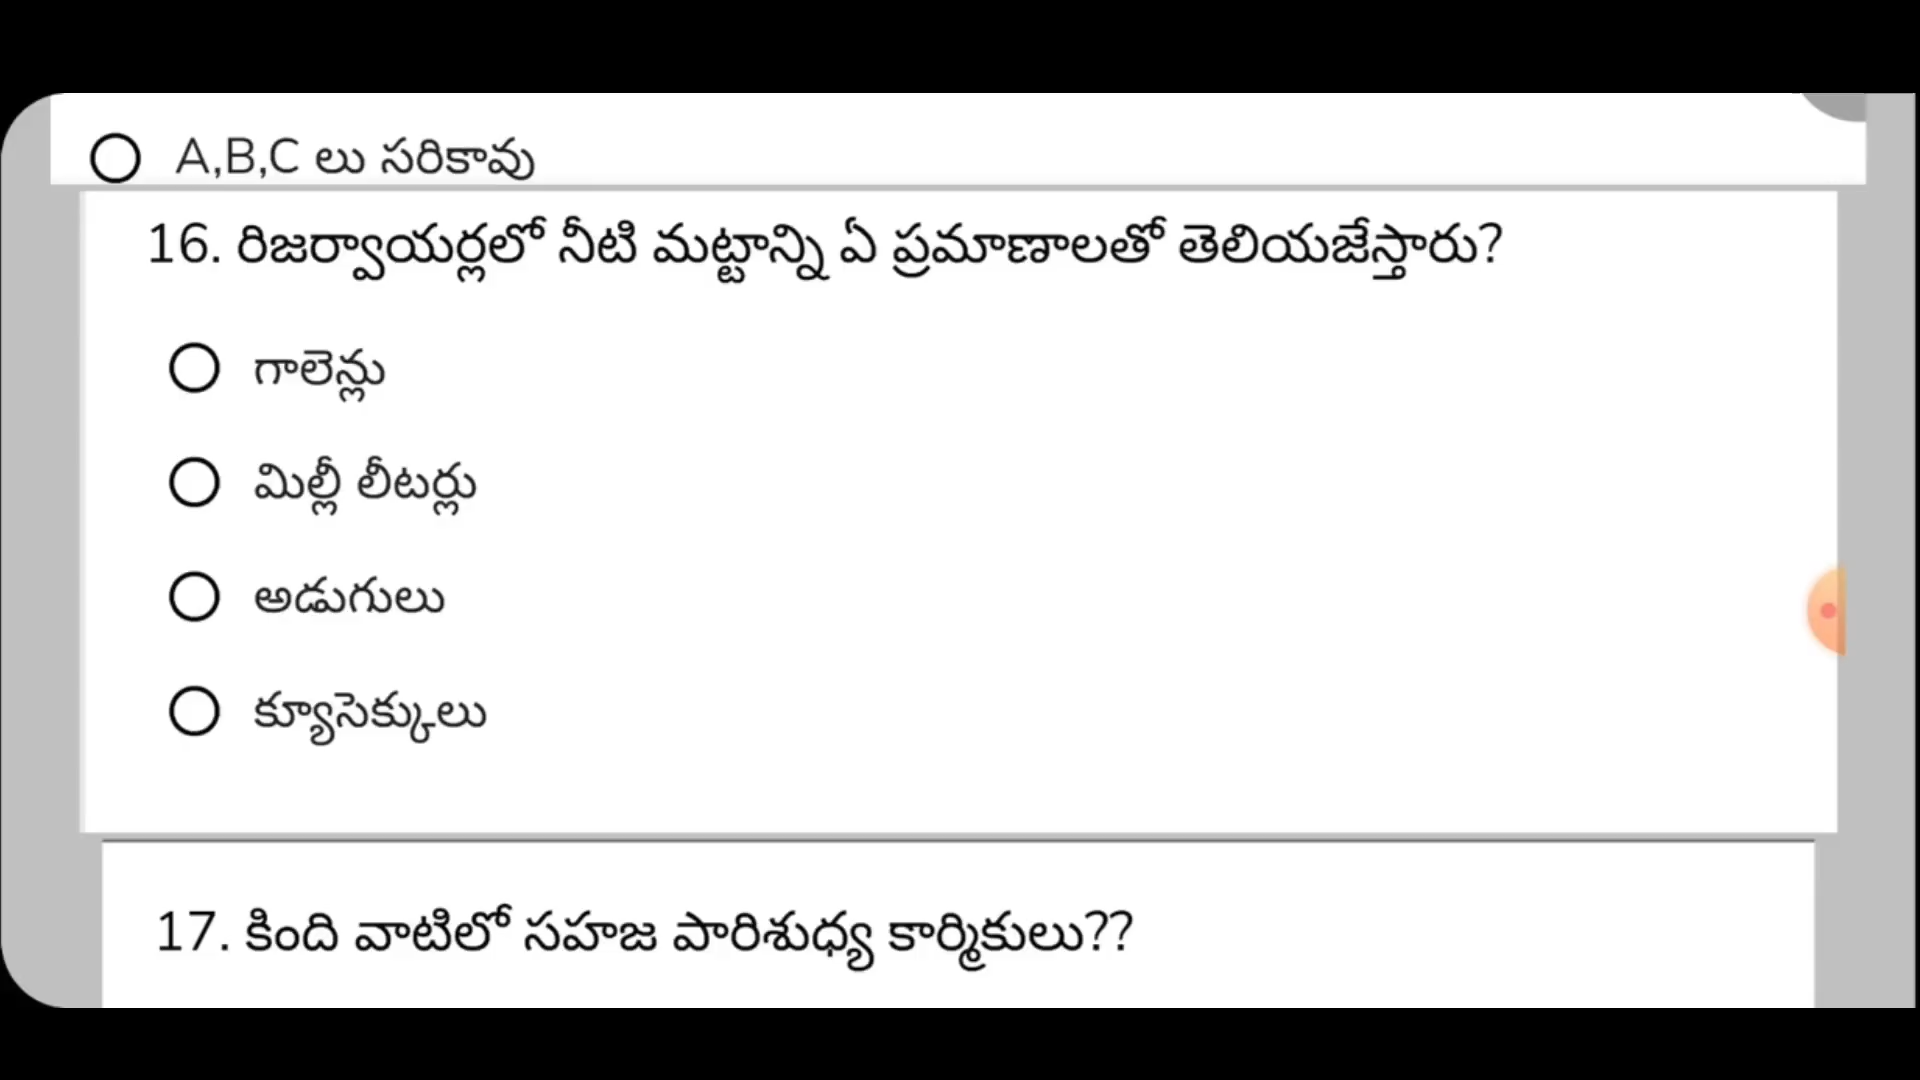 A,B,C లు సరికావు
16. రిజర్వాయర్లలో నీటి మట్టాన్ని ఏ ప్రమాణాలతో తెలియజేస్తారు?
గాలెన్లు
మిల్లీ లీటర్లు
అడుగులు
క్యూసెక్కులు
17. కింది వాటిలో సహజ పారిశుధ్య కార్మికులు??